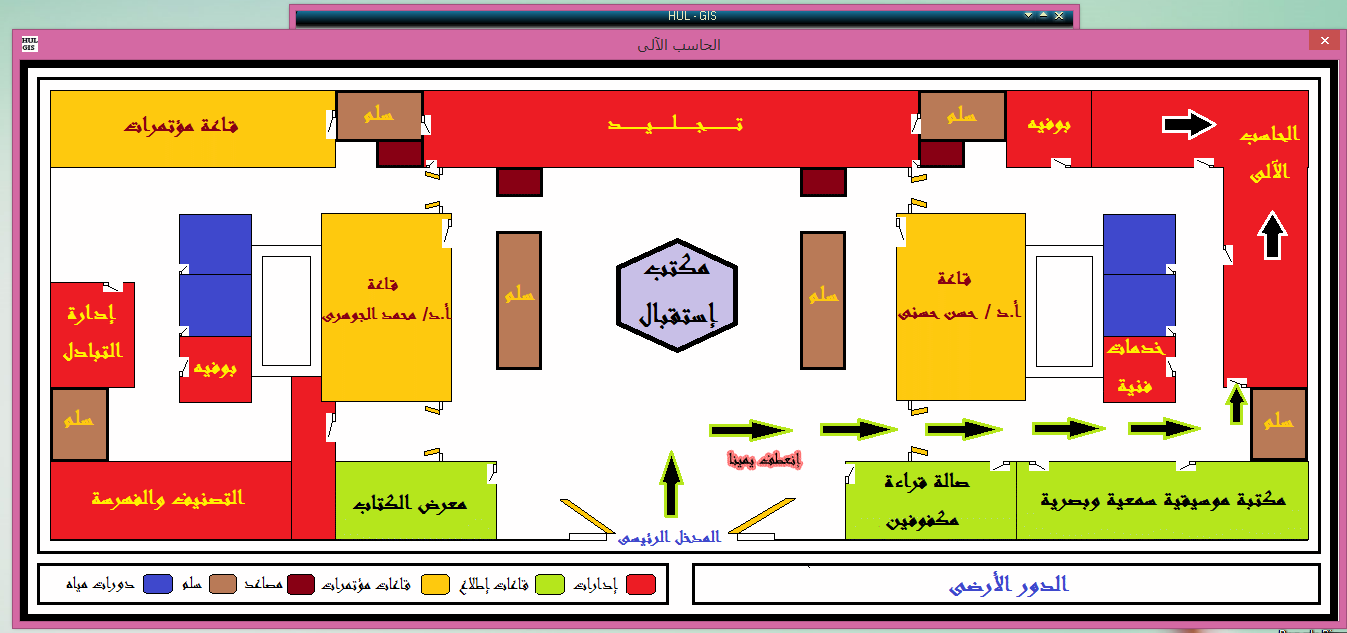 HUL - GIS
HUL
GIS
الحاسب الآلى
قاعة مؤتمرات
سلم
تـــجـــلـــيـــد
سلم
بوفيه
الحاسب
الآلى
إدارة
التبادل
سلم
بوفيه
قاعة
أ.د/ محمد الجوهرى
سلم
مكتب
إستقبال
سلم
قاعة
أ.د / حسن حسنى
خدمات
فنية
سلم
إنعطف يمينا
التصنيف والفهرسة
معرض الكتاب
المدخل الرئيسى
صالة قراءة
مكفوفين
مكتبة موسيقية سمعية وبصرية
إدارات
قاعات إطلاع
قاعات مؤتمرات
مصاعد
سلم
دورات مياه
الدور الأرضى